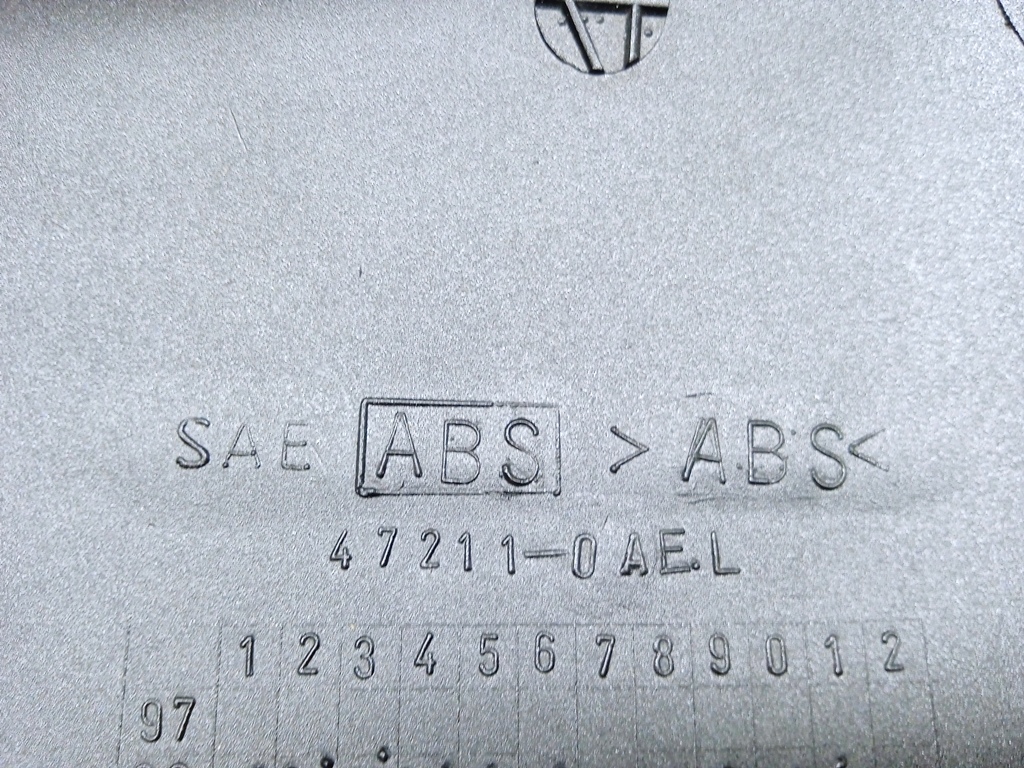 SAE ABS >ABS<
47211-0AE.L
1 2 3 4 5 6 7 8 9 0 1 2
97